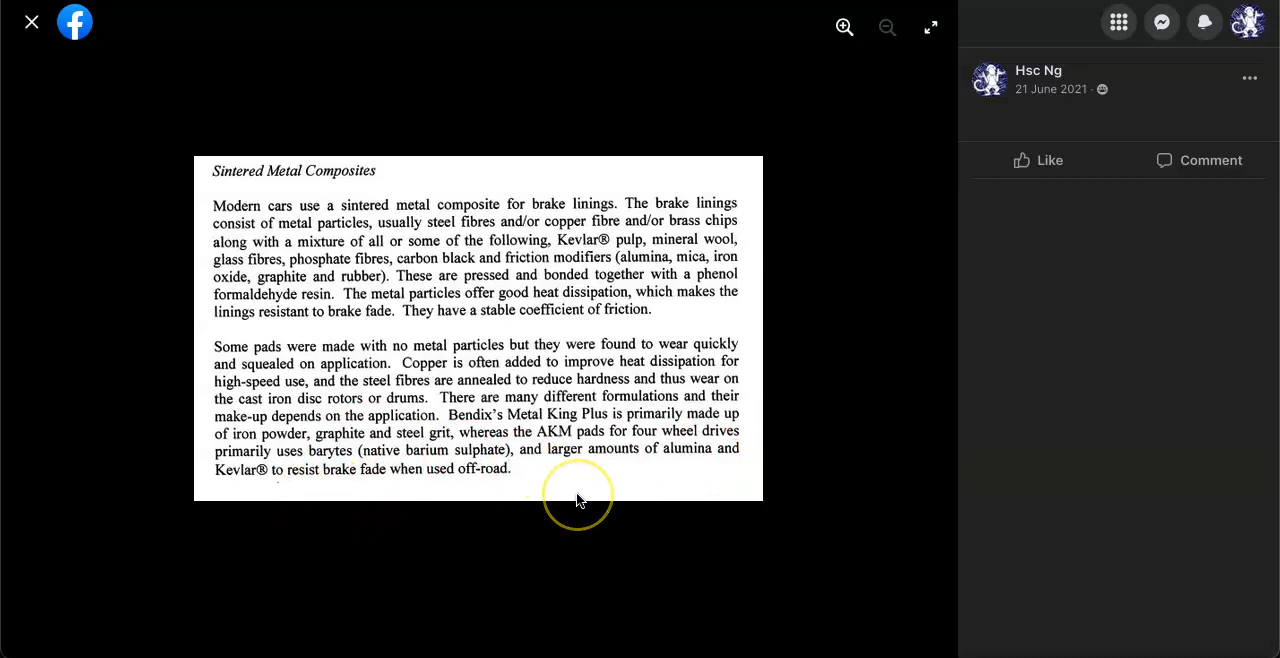 Hsc Ng
21 June 2021 ·
Like
Comment
Sintered Metal Composites
Modern cars use a sintered metal composite for brake linings. The brake linings
consist of metal particles, usually steel fibres and/or copper fibre and/or brass chips
along with a mixture of all or some of the following, Kevlar® pulp, mineral wool,
glass fibres, phosphate fibres, carbon black and friction modifiers (alumina, mica, iron
oxide, graphite and rubber). These are pressed and bonded together with a phenol
formaldehyde resin. The metal particles offer good heat dissipation, which makes the
linings resistant to brake fade. They have a stable coefficient of friction.
Some pads were made with no metal particles but they were found to wear quickly
and squealed on application. Copper is often added to improve heat dissipation for
high-speed use, and the steel fibres are annealed to reduce hardness and thus wear on
the cast iron disc rotors or drums. There are many different formulations and their
make-up depends on the application. Bendix's Metal King Plus is primarily made up
of iron powder, graphite and steel grit, whereas the AKM pads for four wheel drives
primarily uses barytes (native barium sulphate), and larger amounts of alumina and
Kevlar® to resist brake fade when used off-road.